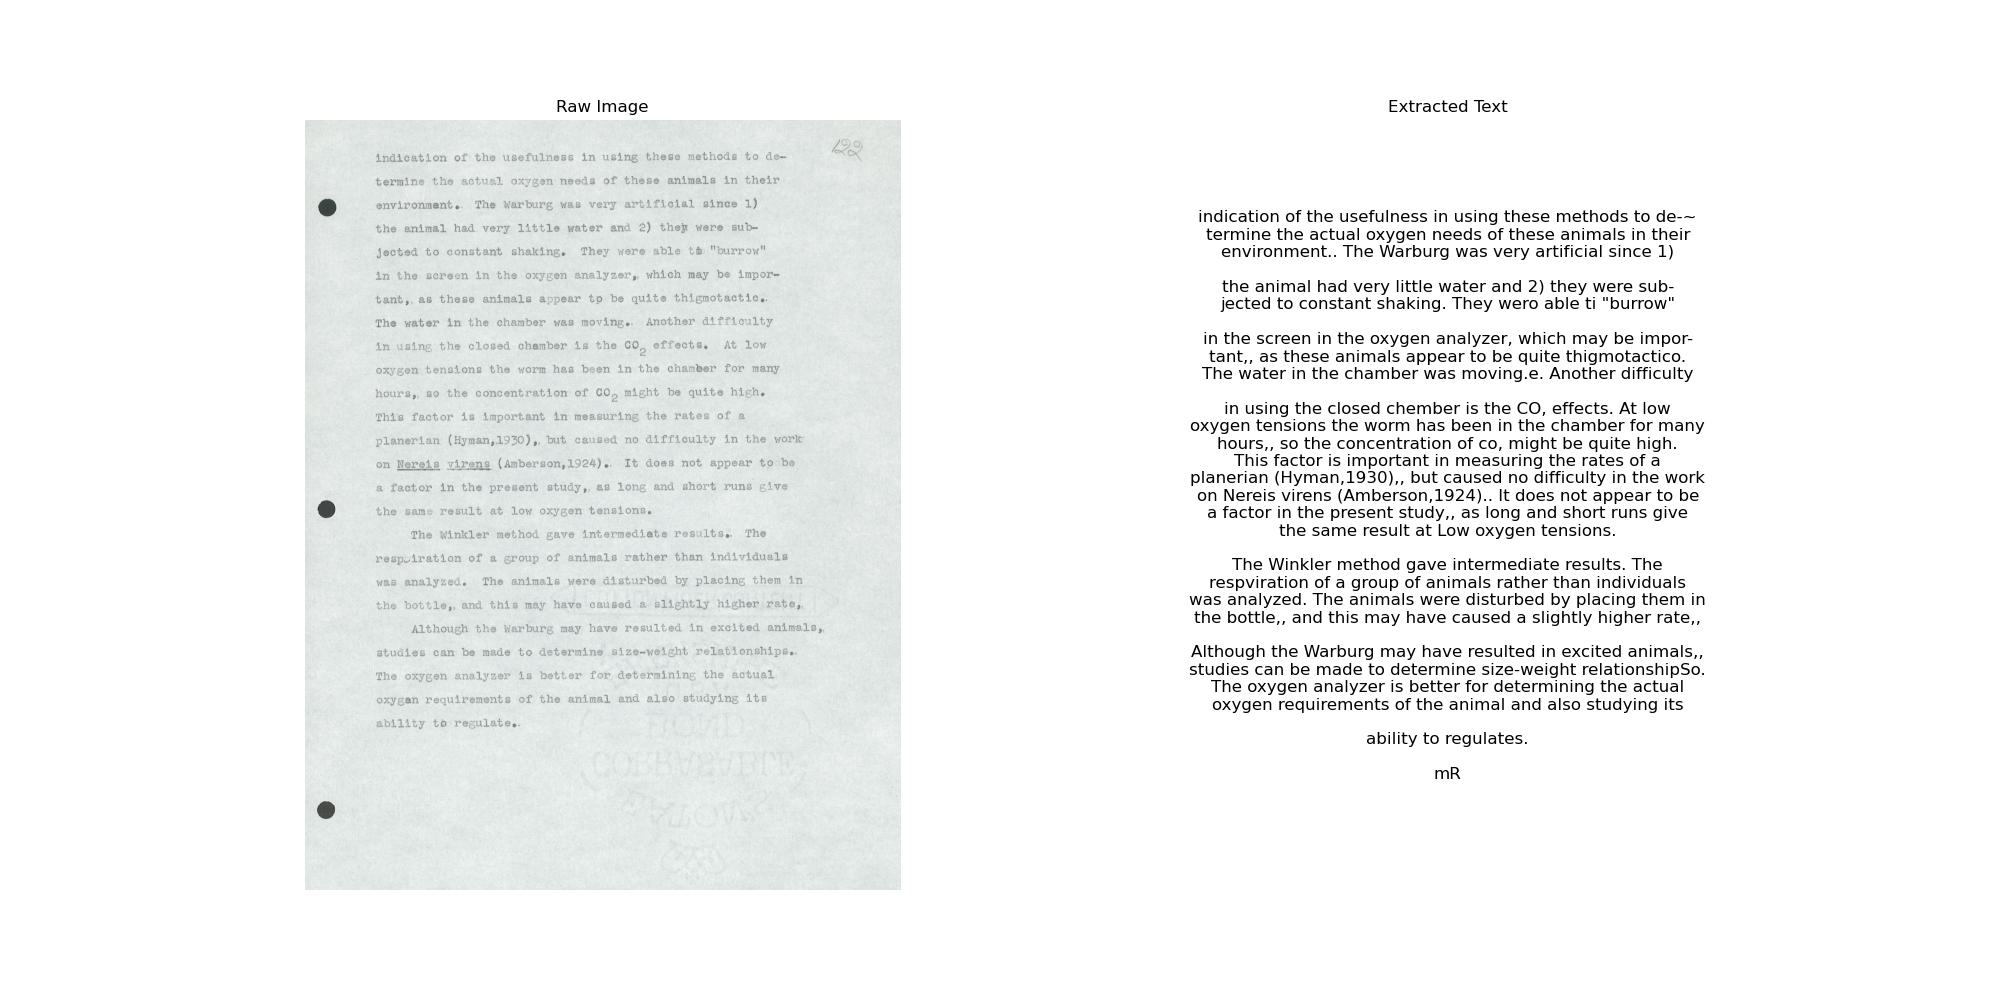 Raw Image
122
indication of the usefulness in using these methods to de-
termine the actual oxygen needs of these animals in their
environment. The Warburg was very artificial since 1)
the animal had very little water and 2) they were sub-
jected to constant shaking. They were able to "burrow"
in the screen in the oxygen analyzer, which may be impor-
tant, as these animals appear to be quite thigmotactic.
The water in the chamber was moving. Another difficulty
in using the closed chamber is the CO2 effects. At low
oxygen tensions the worm has been in the chamber for many
hours, so the concentration of CO2 might be quite high.
This factor is important in measuring the rates of a
planerian (Hyman,1930), but caused no difficulty in the work
on Nereis virens (Amberson,1924). It does not appear to be
a factor in the present study, as long and short runs give
the same result at low oxygen tensions.
The Winkler method gave intermediate results. The
respiration of a group of animals rather than individuals
was analyzed. The animals were disturbed by placing them in
the bottle, and this may have caused a slightly higher rate,
Although the Warburg may have resulted in excited animals,
studies can be made to determine size-weight relationships.
The oxygen analyzer is better for determining the actual
oxygen requirements of the animal and also studying its
ability to regulate.
BOND
CORRASABLE
EATON'S
Extracted Text
indication of the usefulness in using these methods to de-~
termine the actual oxygen needs of these animals in their
environment.. The Warburg was very artificial since 1)
the animal had very little water and 2) they were sub-
jected to constant shaking. They wero able ti "burrow"
in the screen in the oxygen analyzer, which may be impor-
tant,, as these animals appear to be quite thigmotactico.
The water in the chamber was moving.e. Another difficulty
in using the closed chember is the CO, effects. At low
oxygen tensions the worm has been in the chamber for many
hours,, so the concentration of co, might be quite high.
This factor is important in measuring the rates of a
planerian (Hyman,1930),, but caused no difficulty in the work
on Nereis virens (Amberson,1924).. It does not appear to be
a factor in the present study,, as long and short runs give
the same result at Low oxygen tensions.
The Winkler method gave intermediate results. The
respviration of a group of animals rather than individuals
was analyzed. The animals were disturbed by placing them in
the bottle,, and this may have caused a slightly higher rate,,
Although the Warburg may have resulted in excited animals,,
studies can be made to determine size-weight relationshipSo.
The oxygen analyzer is better for determining the actual
oxygen requirements of the animal and also studying its
ability to regulates.
mR